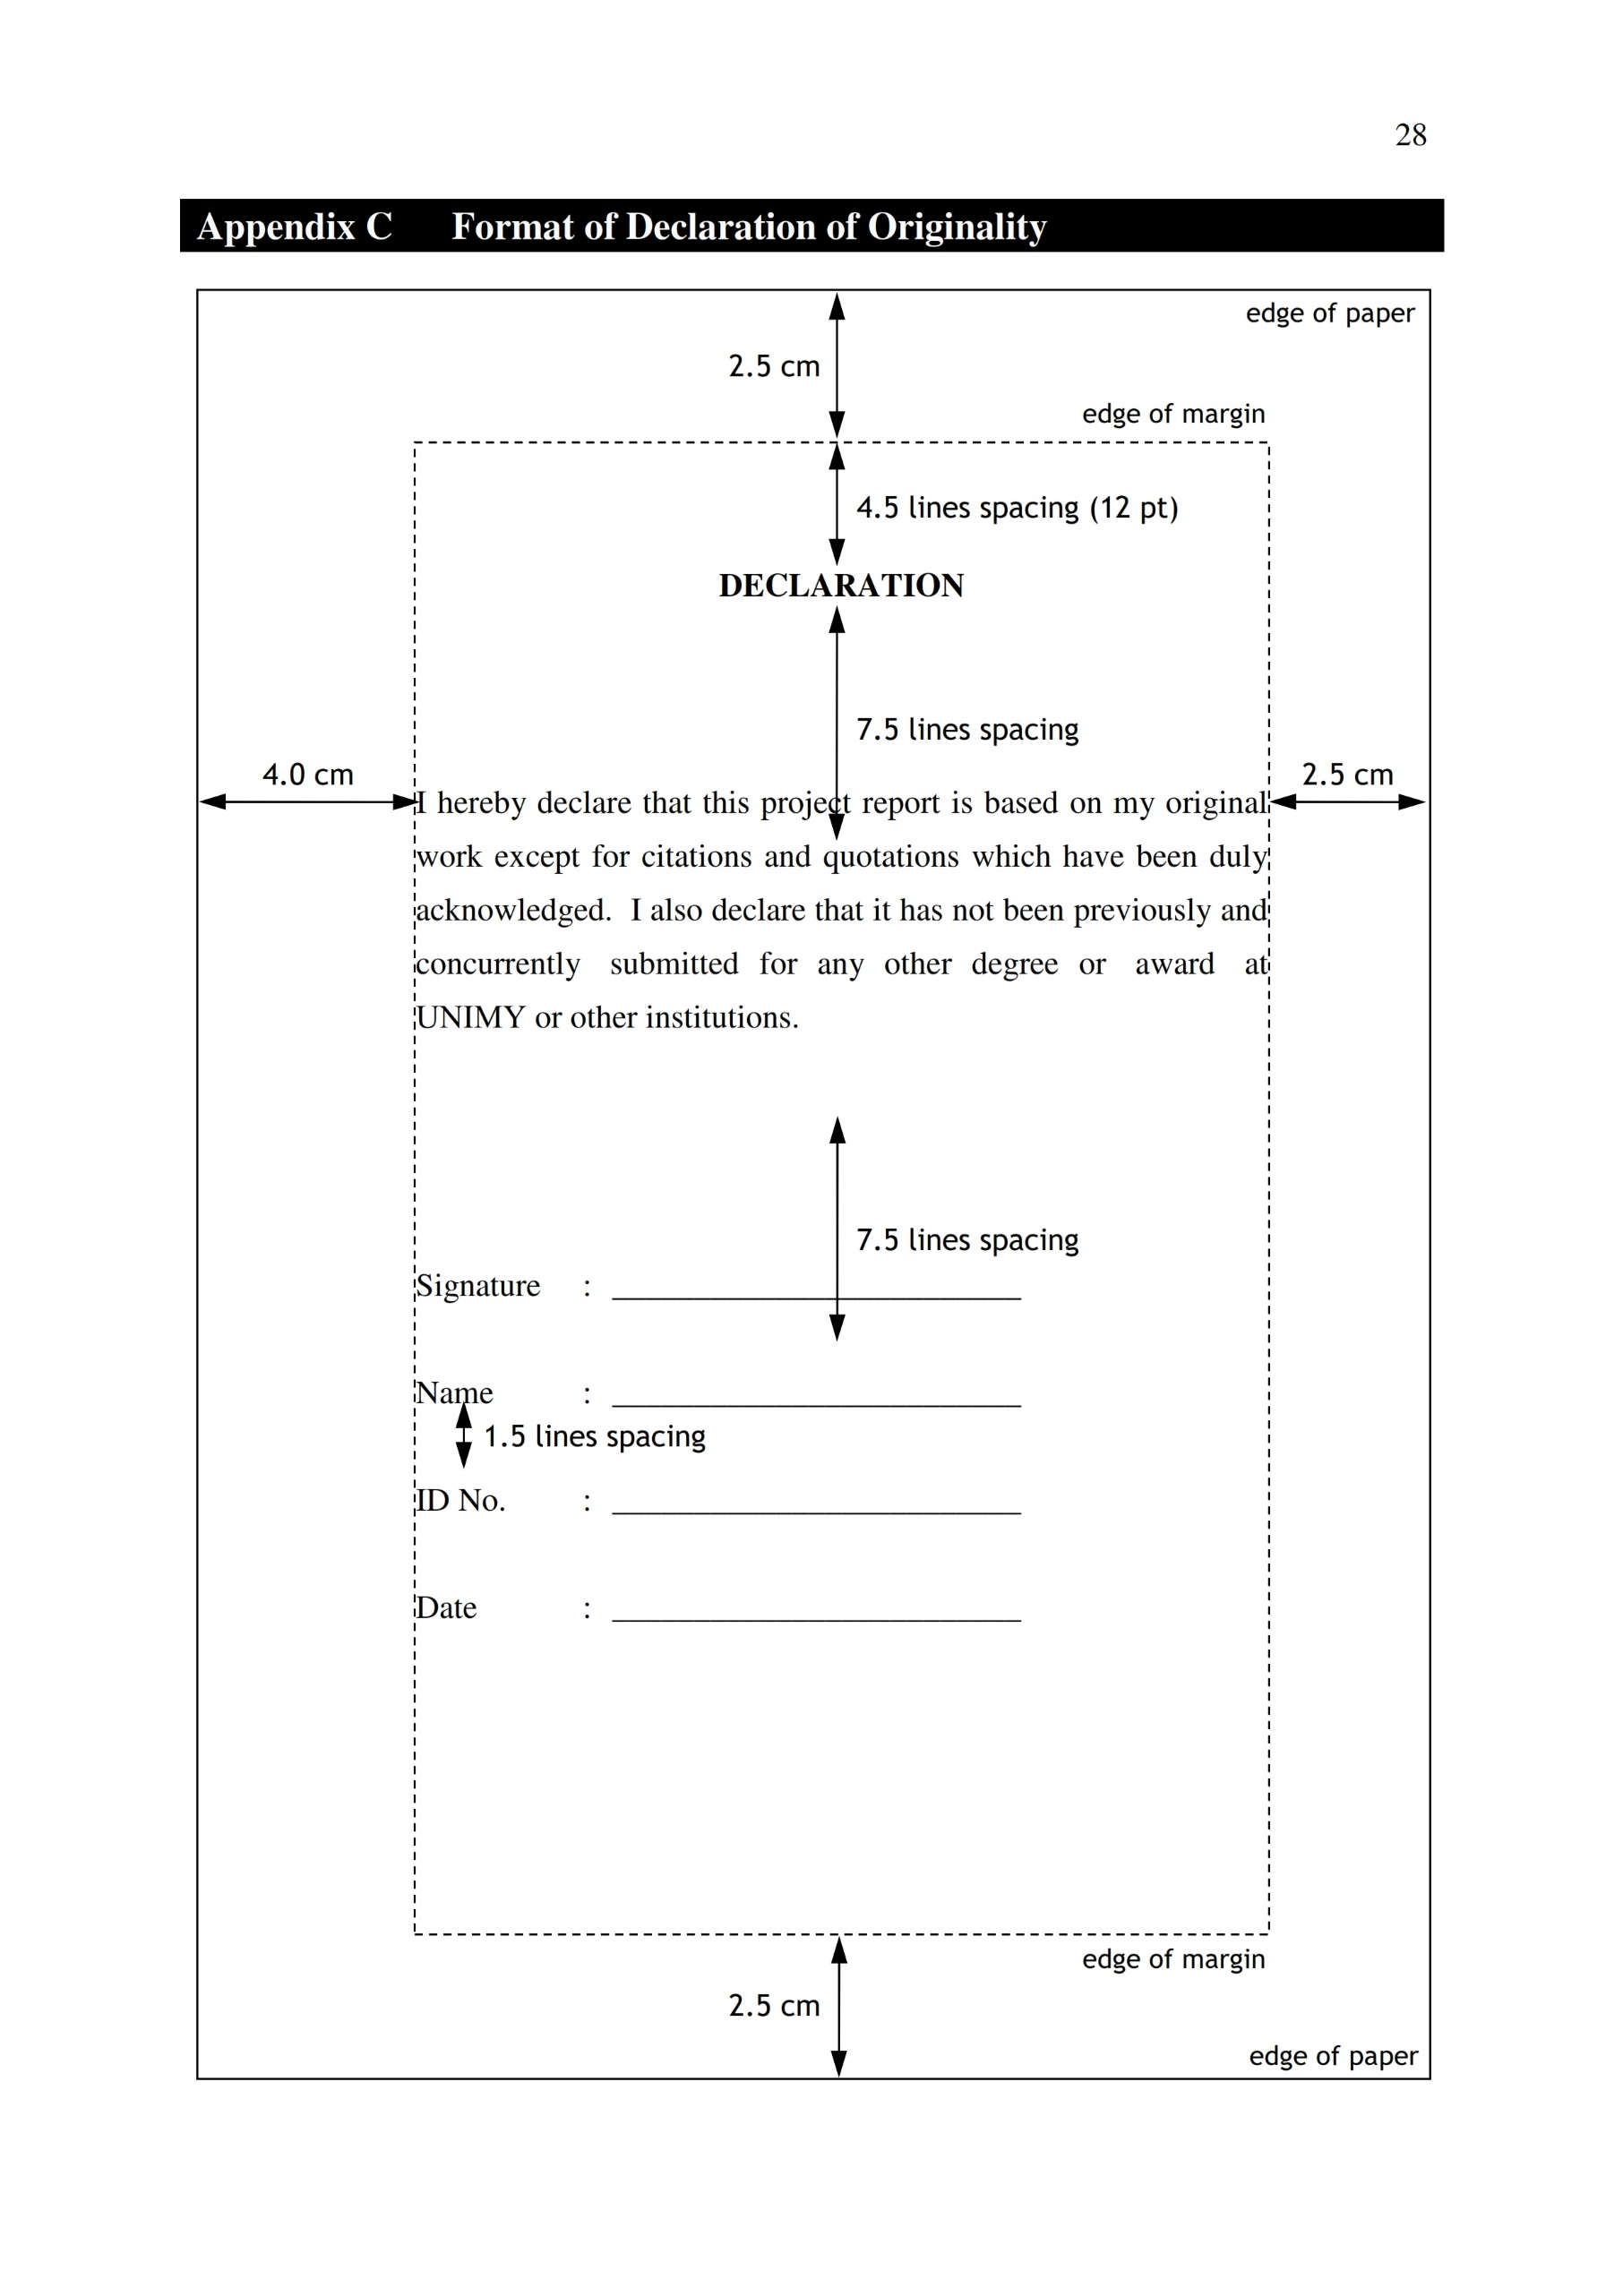 28
Appendix C Format of Declaration of Originality
edge of paper
2.5 cm
edge of margin
4.5 lines spacing (12 pt)
DECLARATION
7.5 lines spacing
4.0 cm
2.5 cm
I hereby declare that this project report is based on my original
work except for citations and quotations which have been duly
acknowledged. I also declare that it has not been previously and
concurrently submitted for any other degree or award at
UNIMY or other institutions.
7.5 lines spacing
Signature : _________________________
Name : _________________________
1.5 lines spacing
ID No. : _________________________
Date : _________________________
edge of margin
2.5 cm
edge of paper